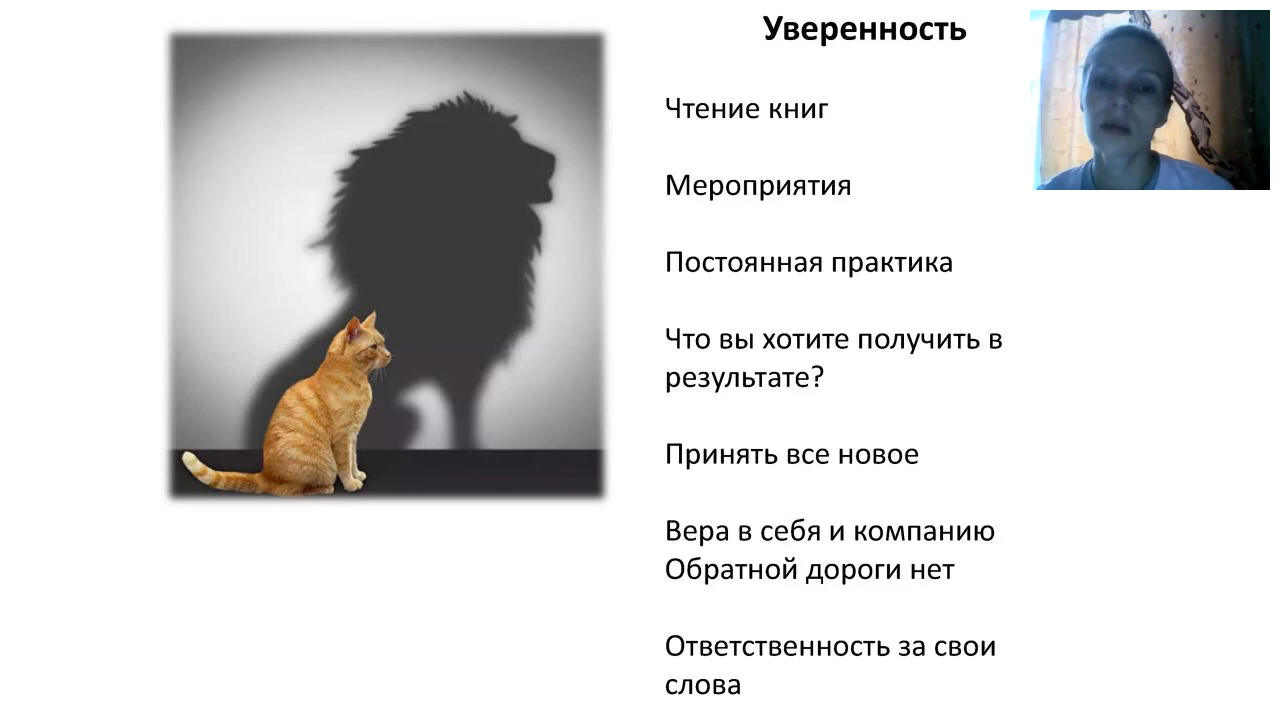 Уверенность
Чтение книг
Мероприятия
Постоянная практика
Что вы хотите получить в
результате?
Принять все новое
Вера в себя и компанию
Обратной дороги нет
Ответственность за свои
слова